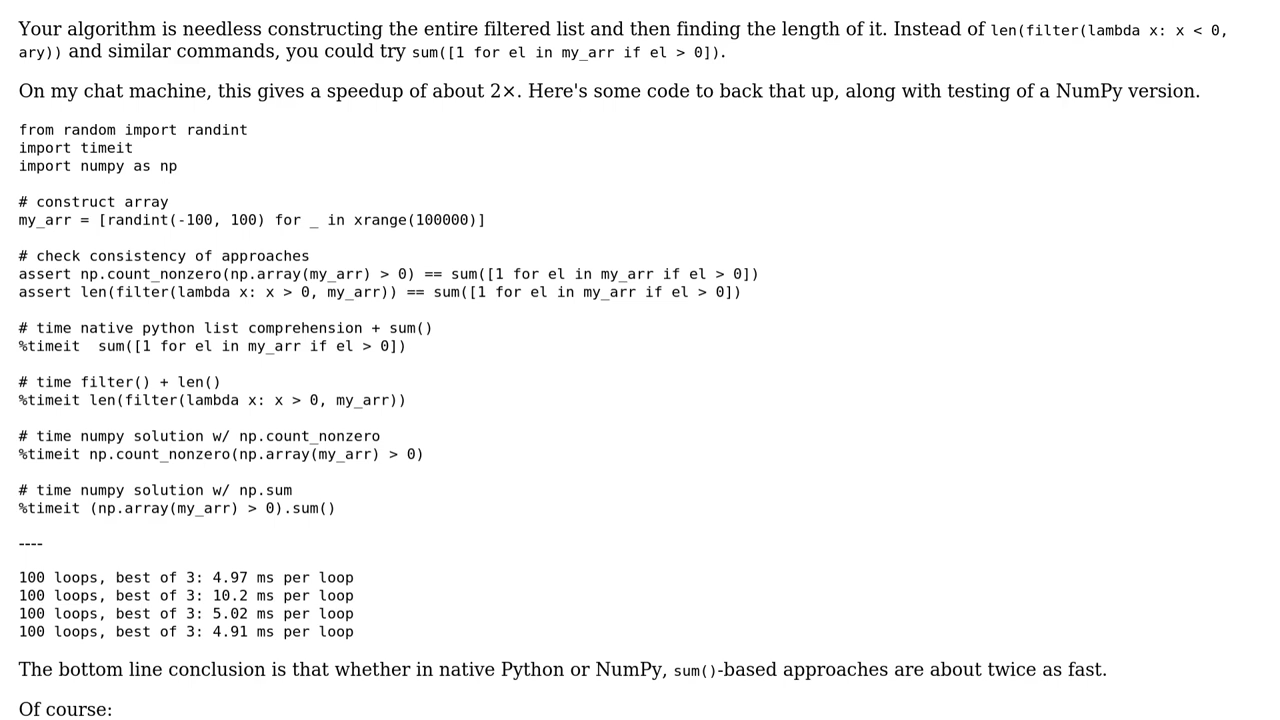 Your algorithm is needless constructing the entire filtered list and then finding the length of it. Instead of len(filter(lambda x: x < 0,
ary)) and similar commands, you could try sum([1 for el in my_arr if el > 0]).
On my chat machine, this gives a speedup of about 2×. Here's some code to back that up, along with testing of a NumPy version.
from random import randint
import timeit
import numpy as np
# construct array
my_arr = [randint(-100, 100) for _ in xrange(100000)]
# check consistency of approaches
assert np.count_nonzero(np.array(my_arr) > 0) == sum([1 for el in my_arr if el > 0])
assert len(filter(lambda x: x > 0, my_arr)) == sum([1 for el in my_arr if el > 0])
# time native python list comprehension + sum()
%timeit  sum([1 for el in my_arr if el > 0])
# time filter() + len()
%timeit len(filter(lambda x: x > 0, my_arr))
# time numpy solution w/ np.count_nonzero
%timeit np.count_nonzero(np.array(my_arr) > 0)
# time numpy solution w/ np.sum
%timeit (np.array(my_arr) > 0).sum()
----
100 loops, best of 3: 4.97 ms per loop
100 loops, best of 3: 10.2 ms per loop
100 loops, best of 3: 5.02 ms per loop
100 loops, best of 3: 4.91 ms per loop
The bottom line conclusion is that whether in native Python or NumPy, sum()-based approaches are about twice as fast.
Of course: